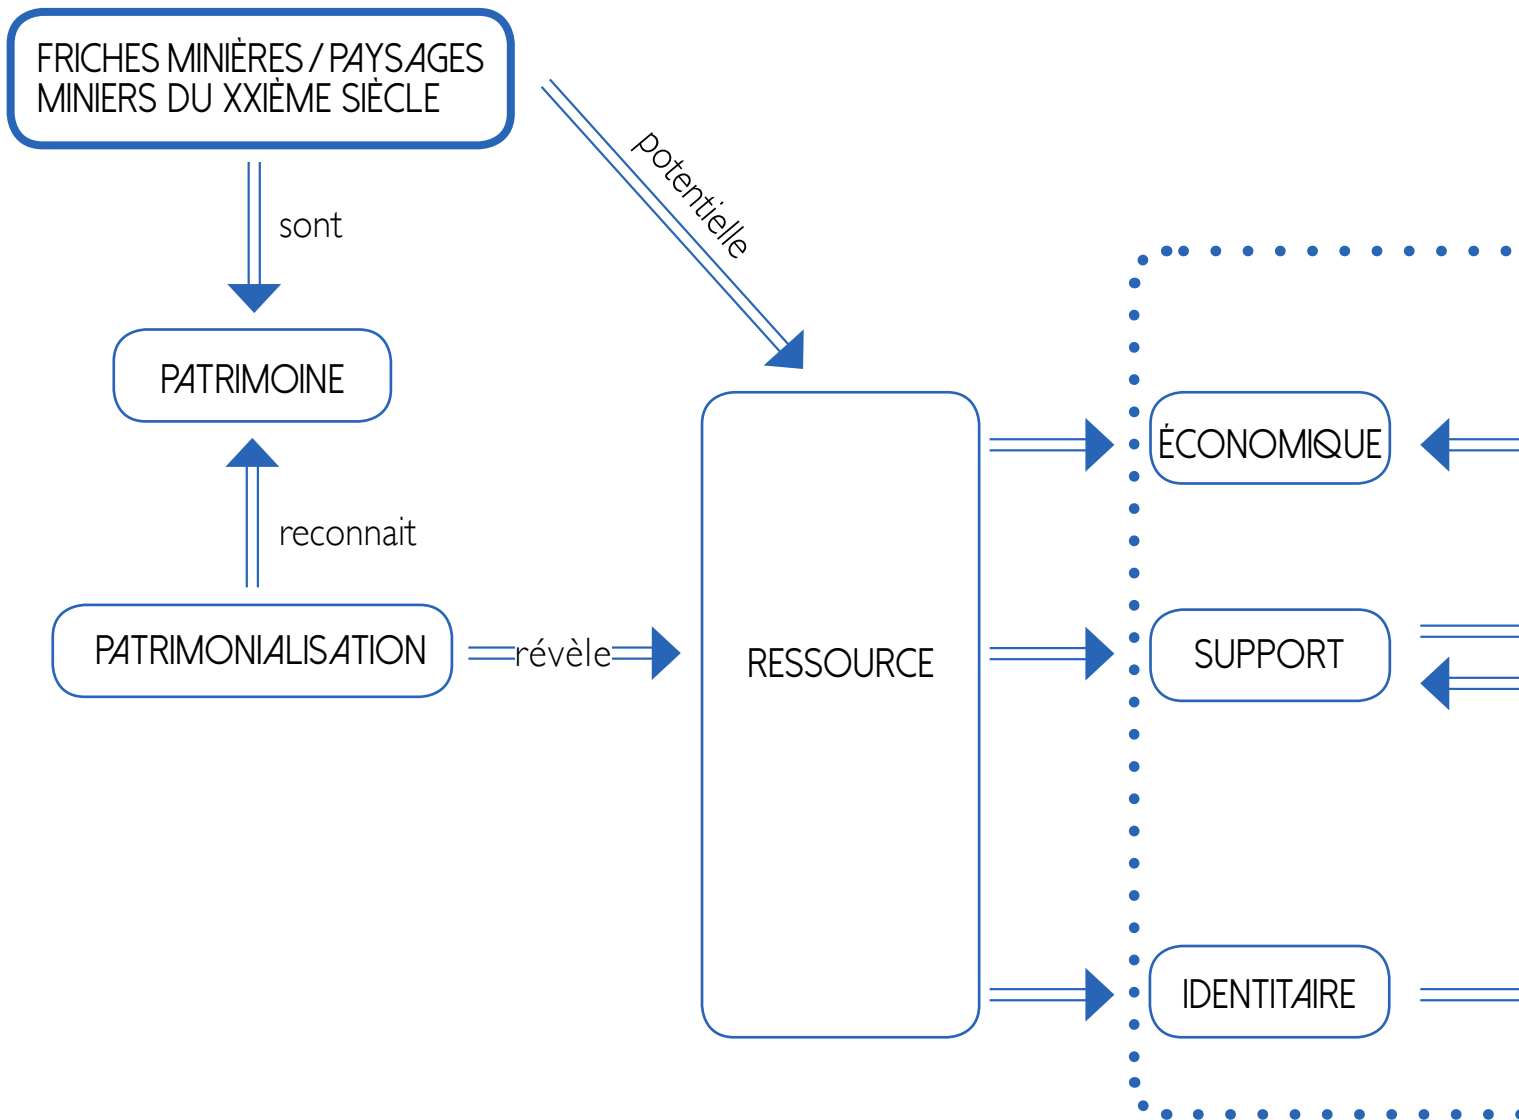 FRICHES MINIÈRES / PAYSAGES
MINIERS DU XXIÈME SIÈCLE
potentielle
sont
PATRIMOINE
ÉCONOMIQUE
reconnait
PATRIMONIALISATION
révèle
RESSOURCE
SUPPORT
IDENTITAIRE